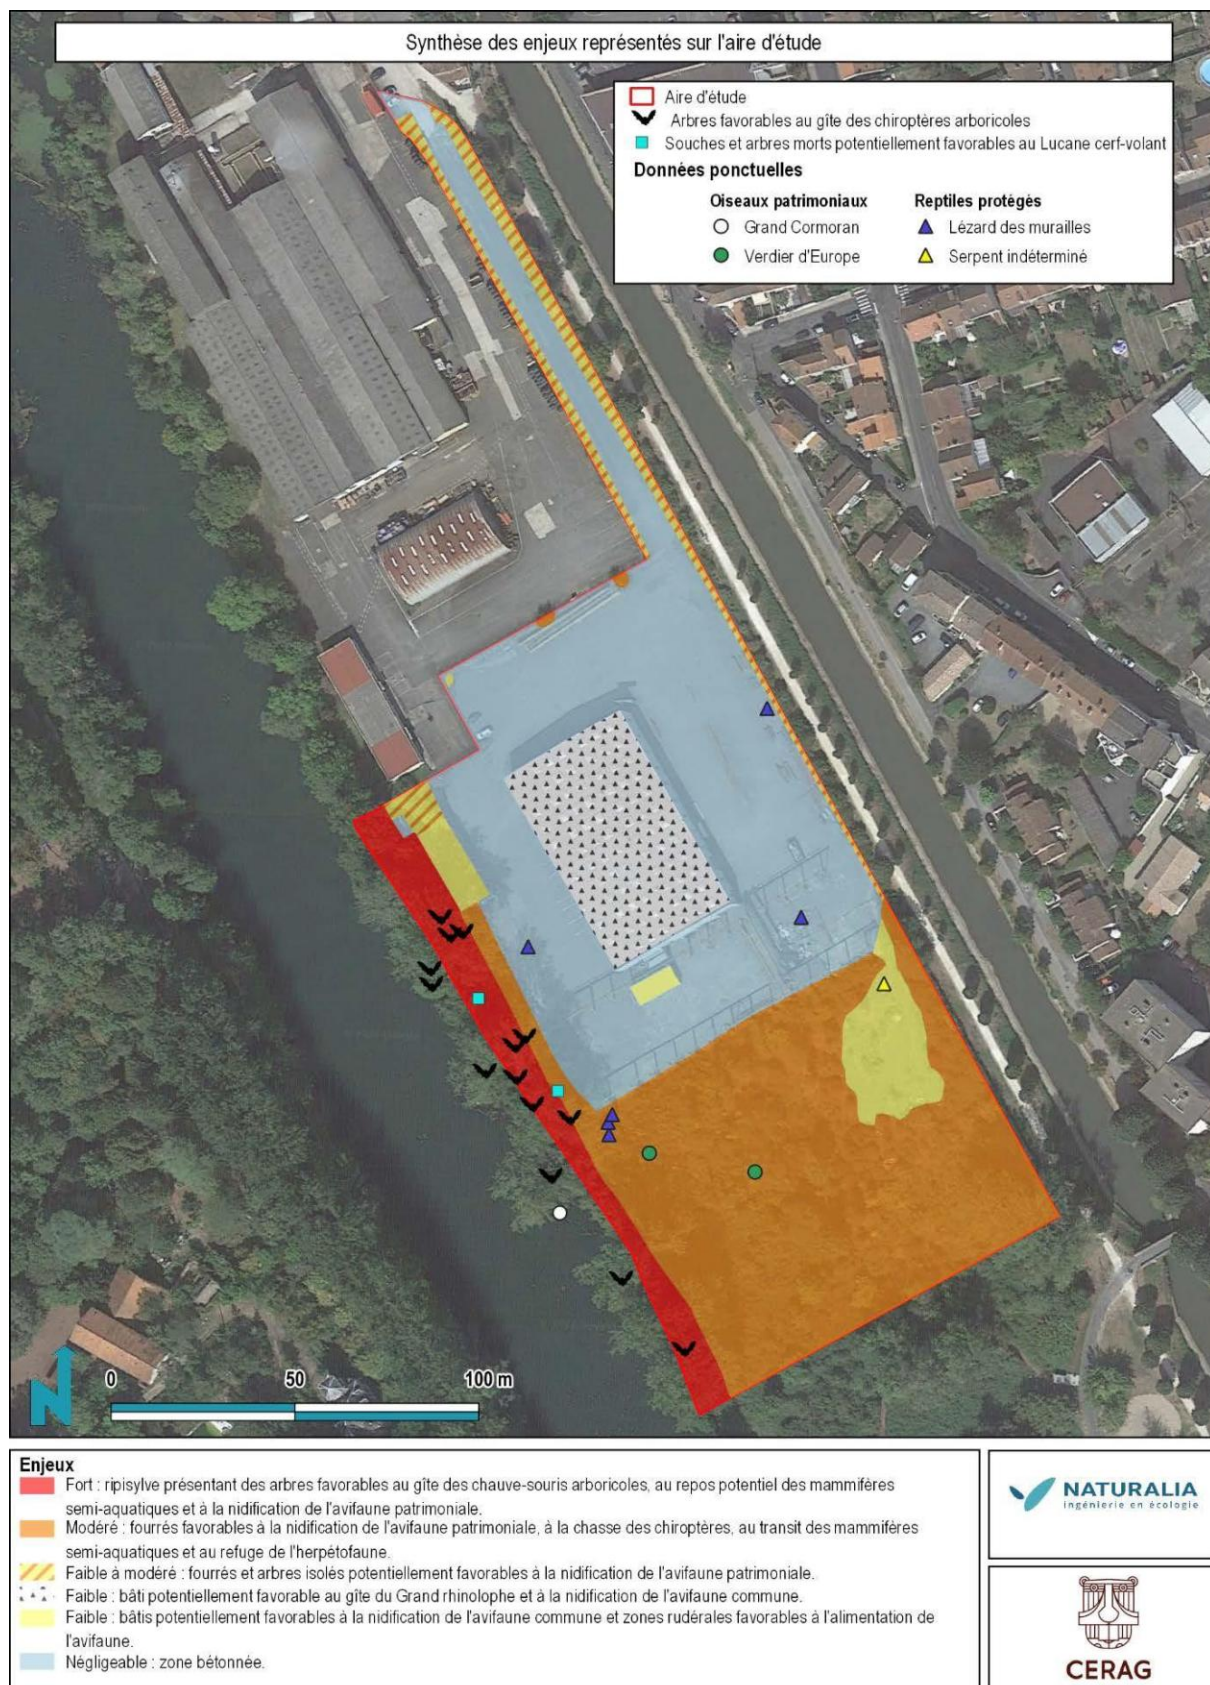 Synthèse des enjeux représentés sur l'aire d'étude
Aire d'étude
Arbres favorables au gîte des chiroptères arboricoles
Souches et arbres morts potentiellement favorables au Lucane cerf-volant
Données ponctuelles
Oiseaux patrimoniaux
Grand Cormoran
Verdier d'Europe
Reptiles protégés
Lézard des murailles
Serpent indéterminé
N
0 50 100 m
Enjeux
Fort : ripisylve présentant des arbres favorables au gîte des chauve-souris arboricoles, au repos potentiel des mammifères
semi-aquatiques et à la nidification de l'avifaune patrimoniale.
Modéré : fourrés favorables à la nidification de l'avifaune patrimoniale, à la chasse des chiroptères, au transit des mammifères
semi-aquatiques et au refuge de l'herpétofaune.
Faible à modéré : fourrés et arbres isolés potentiellement favorables à la nidification de l'avifaune patrimoniale.
Faible : bâti potentiellement favorable au gîte du Grand rhinolophe et à la nidification de l'avifaune commune.
Faible : bâtis potentiellement favorables à la nidification de l'avifaune commune et zones rudérales favorables à l'alimentation de
l'avifaune.
Négligeable : zone bétonnée.
NATURALIA
ingénierie en écologie
CERAG